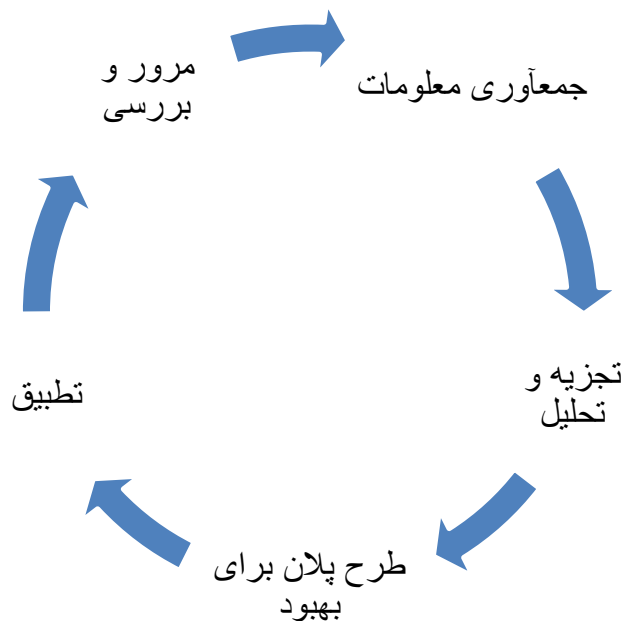 جمعآوری معلومات
تجزیه و
تحلیل
طرح پلان برای
بهبود
تطبیق
مرور و
بررسی